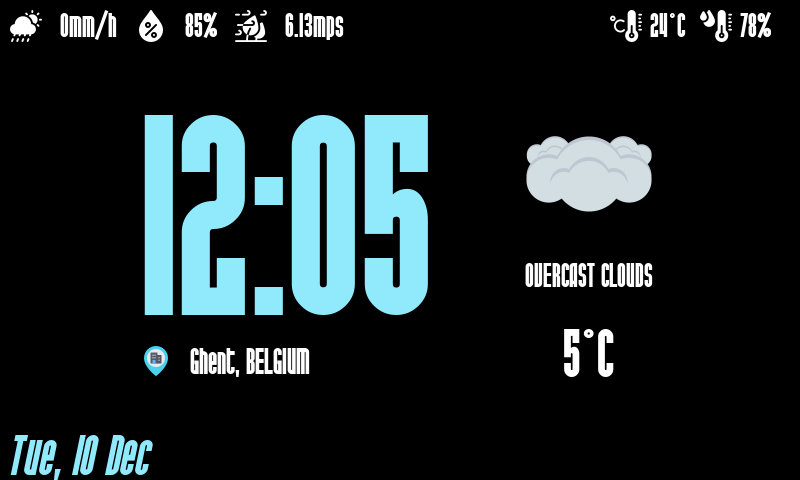 0mm/h 85% 6.13mps 24°C 78%
12:05
OVERCAST CLOUDS
5°C
Ghent, BELGIUM
Tue, 10 Dec